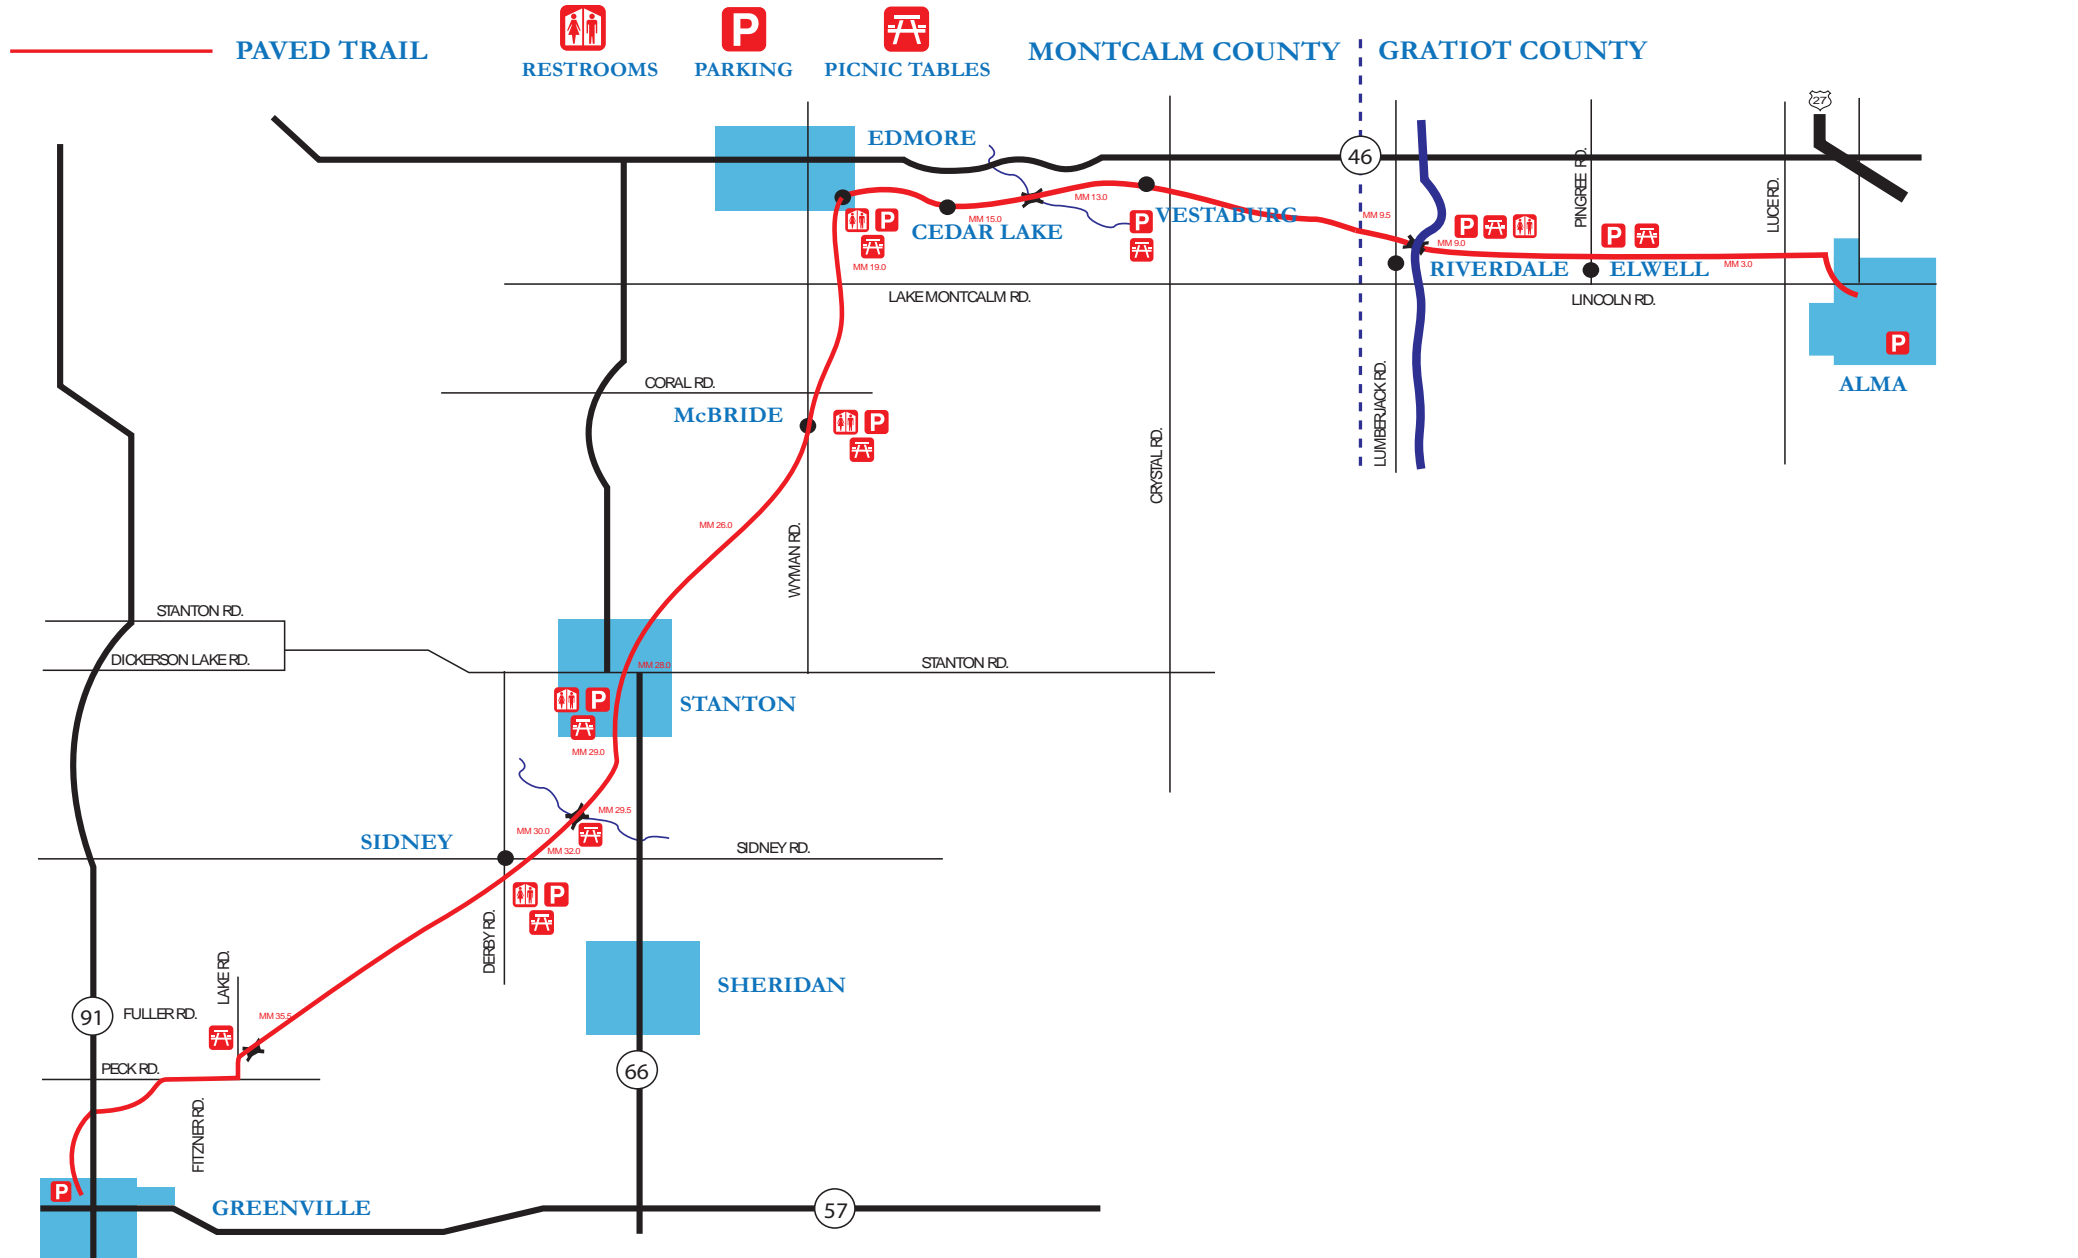 PAVED TRAIL
RESTROOMS
P
PARKING
PICNIC TABLES
MONTCALM COUNTY
GRATIOT COUNTY
27
EDMORE
46
PINGREE RD.
LUCE RD.
P
CEDAR LAKE
MM 15.0
MM 13.0
VESTABURG
P
MM 9.5
MM 9.0
P
P
RIVERDALE
ELWELL
MM 3.0
MM 19.0
LAKE MONTCALM RD.
LINCOLN RD.
P
ALMA
CORAL RD.
McBRIDE
P
LUMBERJACK RD.
CRYSTAL RD.
MM 26.0
WYMAN RD.
STANTON RD.
DICKERSON LAKE RD.
MM 28.0
STANTON RD.
P
STANTON
MM 29.0
MM 29.5
MM 30.0
SIDNEY
MM 32.0
SIDNEY RD.
P
DERBY RD.
LAKE RD.
SHERIDAN
91
FULLER RD.
MM 35.5
PECK RD.
66
FITZNER RD.
P
GREENVILLE
57